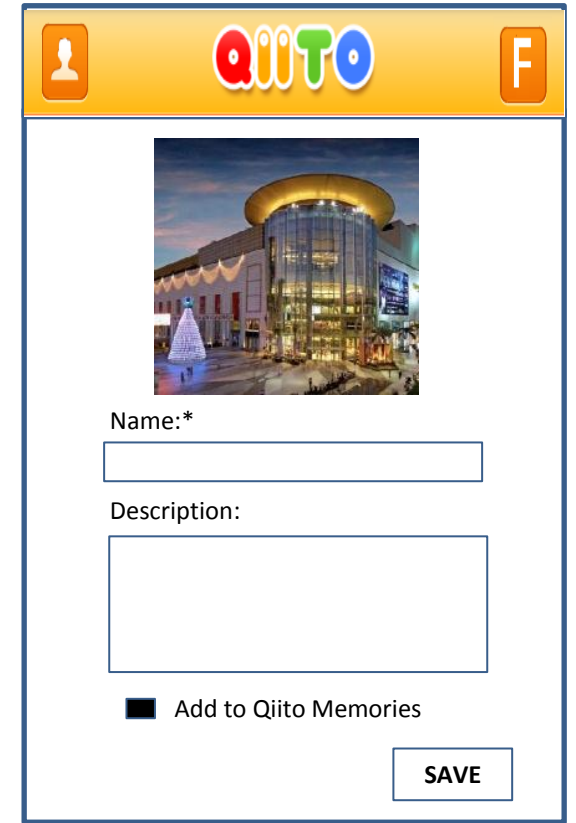 QiiTO
F
Name:*
Description:
Add to Qiito Memories
SAVE